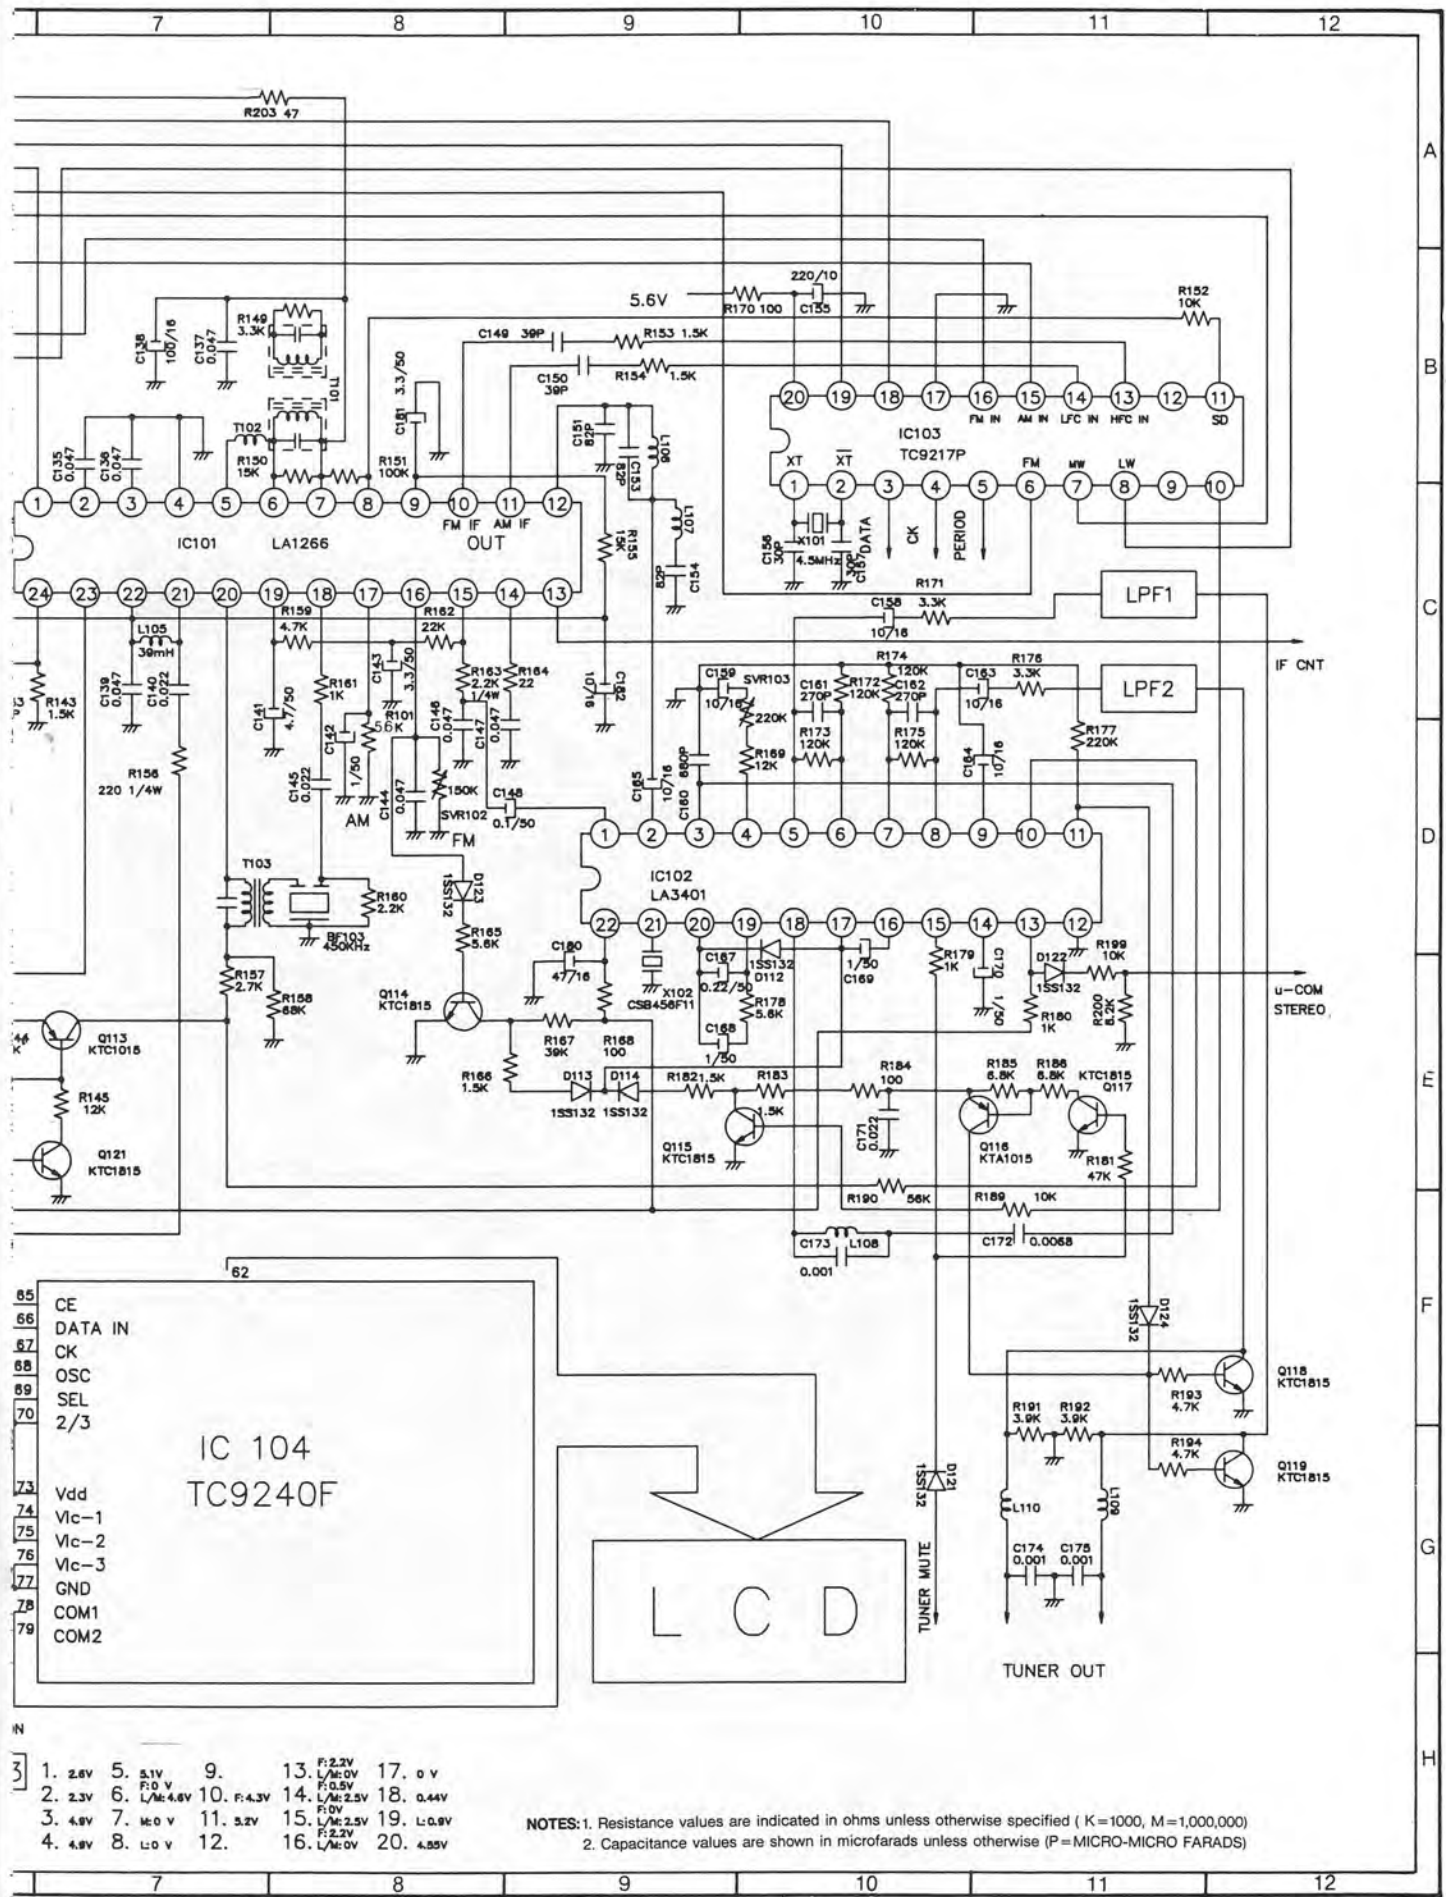 7 8 9 10 11 12
A
R203 47
5.6V
220/10
R170 100 C155
R152
10K
B
C138
100/16
C137
0.047
R149
3.3K
T101
C149 39P
R153 1.5K
C150
39P
R154 1.5K
3.3/50
C181
C151
82P
C153
82P
L106
20 19 18 17 16 15 14 13 12 11
FM IN AM IN LFC IN HFC IN SD
IC103
TC9217P
XT XT FM MW LW
1 2 3 4 5 6 7 8 9 10
T102
C135
0.047
C136
0.047
R150
15K
R151
100K
1 2 3 4 5 6 7 8 9 10 11 12
FM IF AM IF
OUT
IC101 LA1266
R155
15K
L107
82P
C154
C156
30P
X101
4.5MHz
30P
C157
DATA
CK
PERIOD
24 23 22 21 20 19 18 17 16 15 14 13
C
R171
3.3K
C158
10/16
LPF1
IF CNT
L105
39mH
R159
4.7K
R162
22K
R143
1.5K
C139
0.047
C140
0.022
C141
4.7/50
R161
1K
C143
3.3/50
R101
56K
R163
2.2K
1/4W
R164
22
C146
0.047
C147
0.047
10/16
C182
C159
10/16
SVR103
220K
R169
12K
C161
270P
R172
120K
R174
120K
C162
270P
C163
10/16
R176
3.3K
LPF2
R173
120K
R175
120K
R177
220K
C164
10/16
R156
220 1/4W
C142
1/50
C145
0.022
AM
C144
0.047
150K
SVR102
FM
C148
0.1/50
C165
10/16
C160
680P
1 2 3 4 5 6 7 8 9 10 11
D
IC102
LA3401
22 21 20 19 18 17 16 15 14 13 12
T103
BF103
450KHz
R160
2.2K
D123
1SS132
R165
5.6K
C180
47/16
X102
CSB456F11
C167
0.22/50
1SS132
D112
R178
5.6K
C168
1/50
1/50
C169
R179
1K
C170
1/50
D122
1SS132
R199
10K
R180
1K
R200
8.2K
u-COM
STEREO
R157
2.7K
R158
68K
Q114
KTC1815
R167
39K
R168
100
R166
1.5K
D113
1SS132
D114
1SS132
R182 1.5K
R183
1.5K
R184
100
R185
6.8K
R186
6.8K
KTC1815
Q117
E
Q113
KTC1015
R145
12K
Q121
KTC1815
Q115
KTC1815
C171
0.022
Q116
KTA1015
R181
47K
R190 56K
R189 10K
C173 L108
0.001
C172 0.0068
62
F
65 CE
66 DATA IN
67 CK
68 OSC
69 SEL
70 2/3
73 Vdd
74 Vlc-1
75 Vlc-2
76 Vlc-3
77 GND
78 COM1
79 COM2
IC 104
TC9240F
LCD
D124
1SS132
Q118
KTC1815
R193
4.7K
R191
3.9K
R192
3.9K
R194
4.7K
Q119
KTC1815
D121
1SS132
L110
L109
C174
0.001
C175
0.001
G
TUNER MUTE
TUNER OUT
H
1. 2.6V 5. 5.1V 9. 13. F:2.2V L/M:0V 17. 0 V
2. 2.3V 6. F:0 V L/M:4.6V 10. F:4.3V 14. F:0.5V L/M:2.5V 18. 0.44V
3. 4.9V 7. M:0 V 11. 5.2V 15. F:0V L/M:2.5V 19. L:0.9V
4. 4.9V 8. L:0 V 12. 16. F:2.2V L/M:0V 20. 4.55V
NOTES:1. Resistance values are indicated in ohms unless otherwise specified ( K=1000, M=1,000,000)
2. Capacitance values are shown in microfarads unless otherwise (P=MICRO-MICRO FARADS)
7 8 9 10 11 12